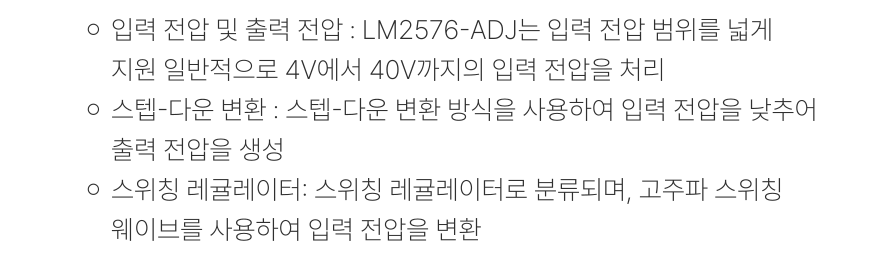 ○ 입력 전압 및 출력 전압 : LM2576-ADJ는 입력 전압 범위를 넓게
지원 일반적으로 4V에서 40V까지의 입력 전압을 처리
○ 스텝-다운 변환 : 스텝-다운 변환 방식을 사용하여 입력 전압을 낮추어
출력 전압을 생성
○ 스위칭 레귤레이터: 스위칭 레귤레이터로 분류되며, 고주파 스위칭
웨이브를 사용하여 입력 전압을 변환